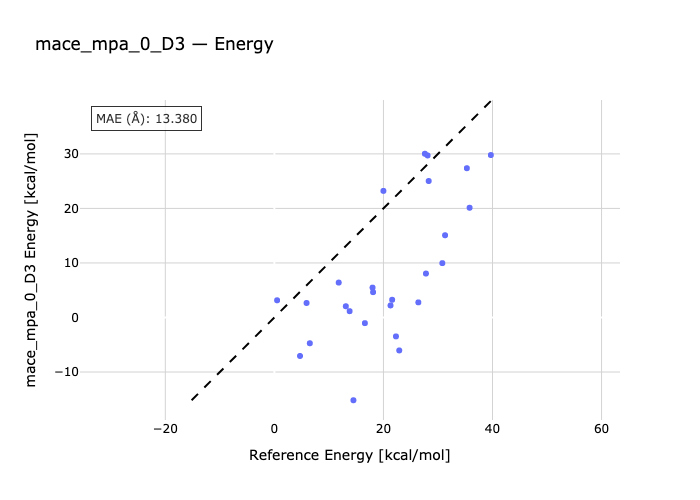 mace_mpa_0_D3 — Energy
MAE (Å): 13.380
mace_mpa_0_D3 Energy [kcal/mol]
30
20
10
0
−10
−20
0
20
40
60
Reference Energy [kcal/mol]